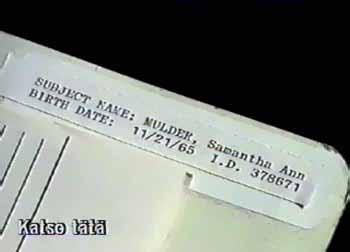 SUBJECT NAME: MULDER, Samantha Ann
BIRTH DATE: 11/21/65 I.D. 378671
Katso tätä